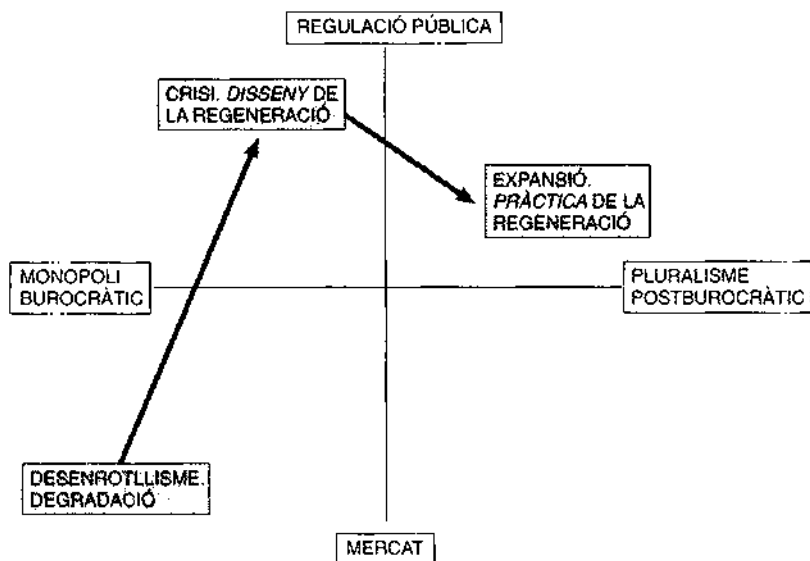 REGULACIÓ PÚBLICA
CRISI. DISSENY DE
LA REGENERACIÓ
EXPANSIÓ.
PRÀCTICA DE LA
REGENERACIÓ
MONOPOLI
BUROCRÀTIC
PLURALISME
POSTBUROCRÀTIC
DESENROTLLISME.
DEGRADACIÓ
MERCAT